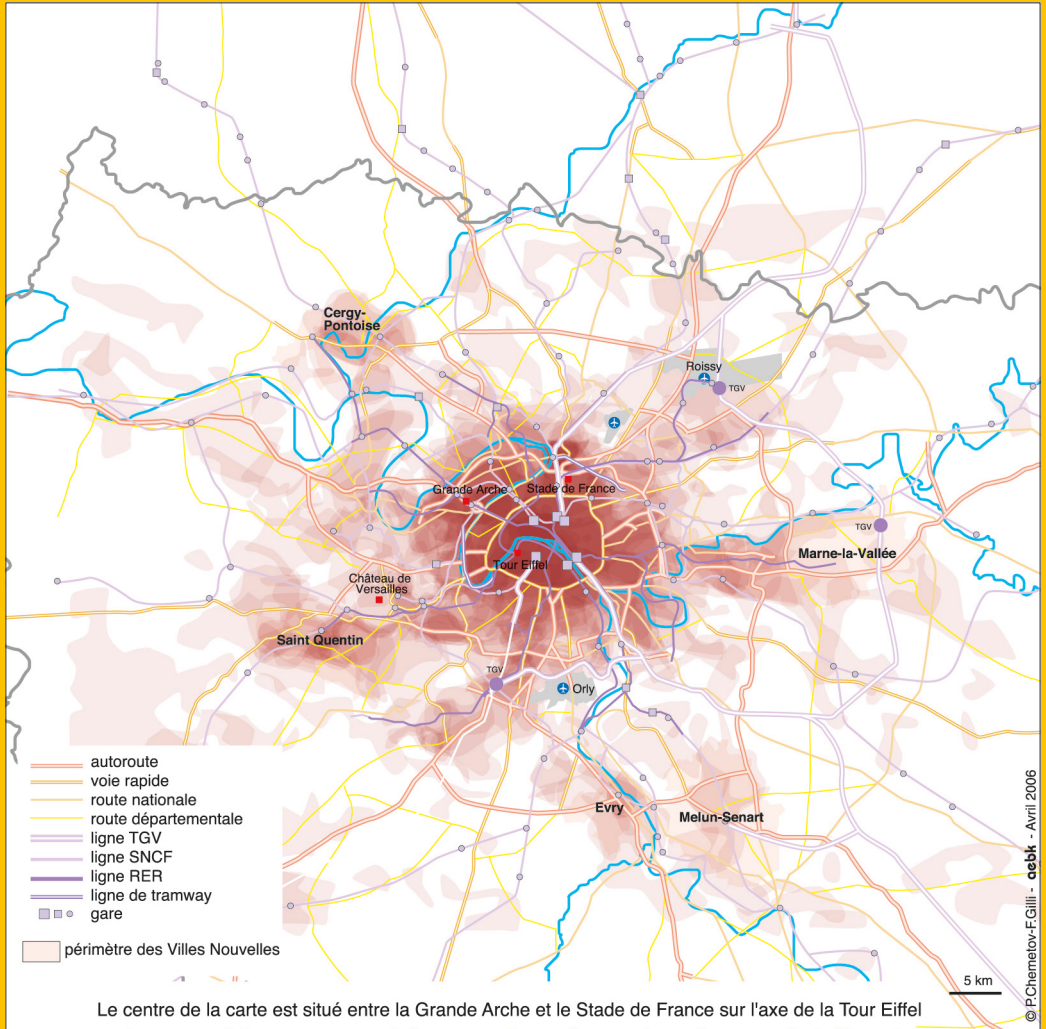 Cergy-
Pontoise
Roissy
TGV
Grande Arche
Stade de France
TGV
Marne-la-Vallée
Tour Eiffel
Château de
Versailles
Saint Quentin
TGV
Orly
Evry
Melun-Senart
autoroute
voie rapide
route nationale
route départementale
ligne TGV
ligne SNCF
ligne RER
ligne de tramway
gare
périmètre des Villes Nouvelles
5 km
© P.Chemetov-F.Gilli - acbk - Avril 2006
Le centre de la carte est situé entre la Grande Arche et le Stade de France sur l'axe de la Tour Eiffel